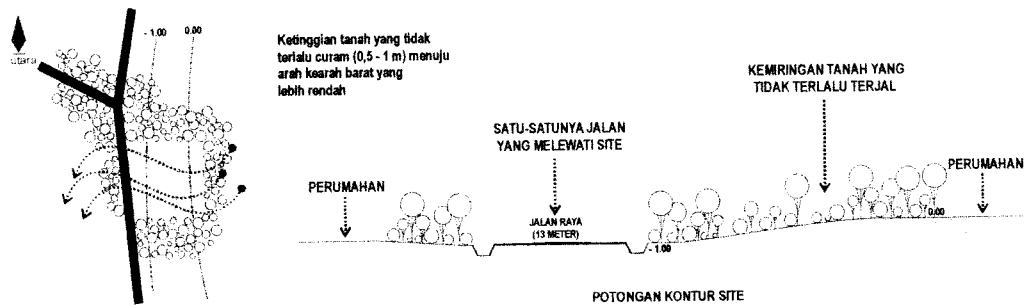 utara
- 1.00
0.00
Ketinggian tanah yang tidak
terlalu curam (0,5 - 1 m) menuju
arah kearah barat yang
lebih rendah
PERUMAHAN
SATU-SATUNYA JALAN
YANG MELEWATI SITE
JALAN RAYA
(13 METER)
- 1.00
KEMIRINGAN TANAH YANG
TIDAK TERLALU TERJAL
0.00
PERUMAHAN
POTONGAN KONTUR SITE